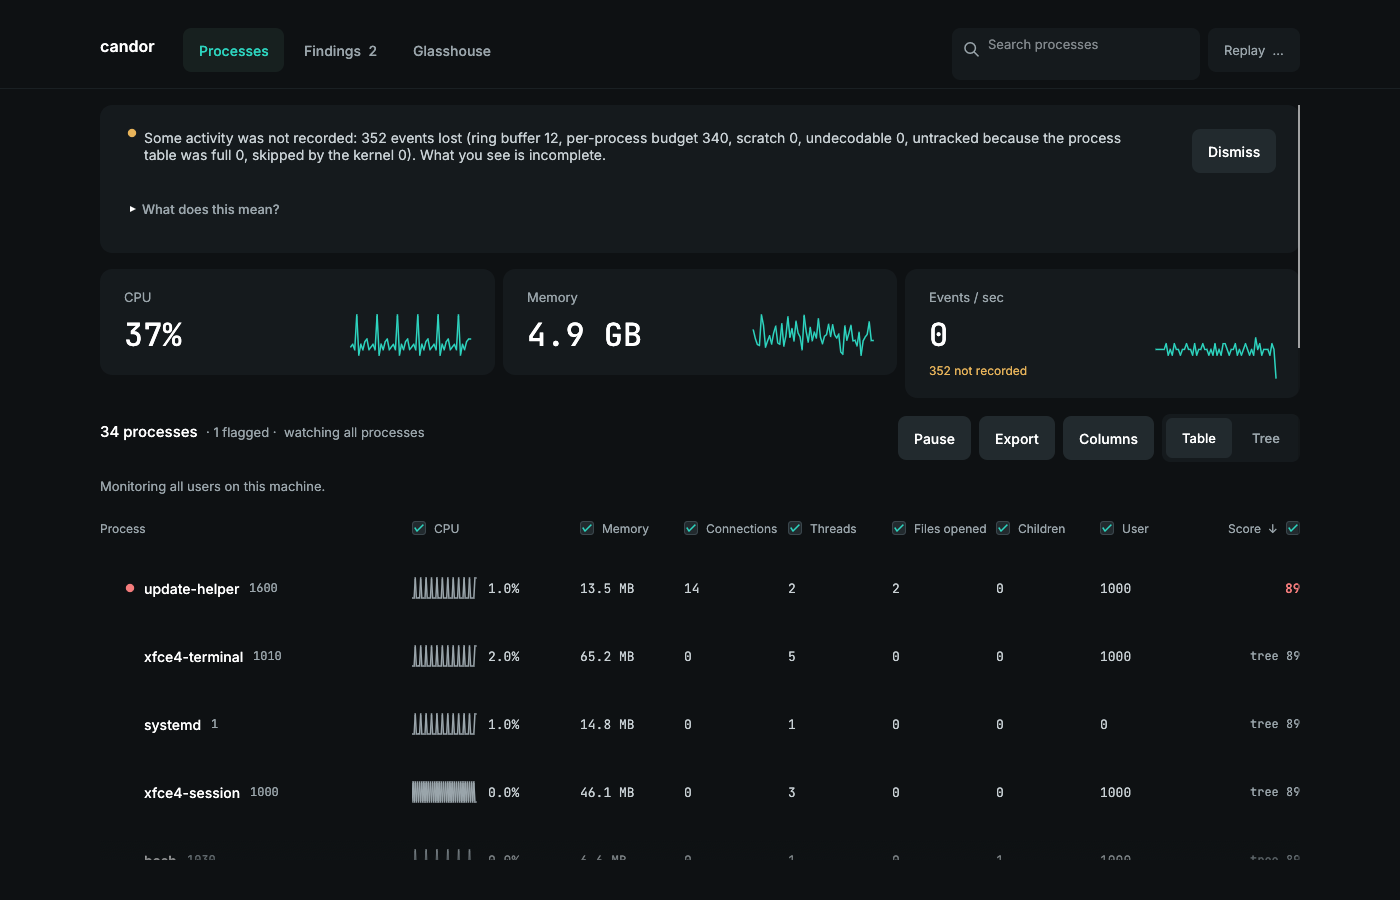 candor
Processes
Findings 2
Glasshouse
Search processes
Replay ...
Some activity was not recorded: 352 events lost (ring buffer 12, per-process budget 340, scratch 0, undecodable 0, untracked because the process
table was full 0, skipped by the kernel 0). What you see is incomplete.
Dismiss
What does this mean?
CPU
37%
Memory
4.9 GB
Events / sec
0
352 not recorded
34 processes · 1 flagged · watching all processes
Pause
Export
Columns
Table
Tree
Monitoring all users on this machine.
Process CPU Memory Connections Threads Files opened Children User Score ↓
update-helper 1600 1.0% 13.5 MB 14 2 2 0 1000 89
xfce4-terminal 1010 2.0% 65.2 MB 0 5 0 0 1000 tree 89
systemd 1 1.0% 14.8 MB 0 1 0 0 0 tree 89
xfce4-session 1000 0.0% 46.1 MB 0 3 0 0 1000 tree 89